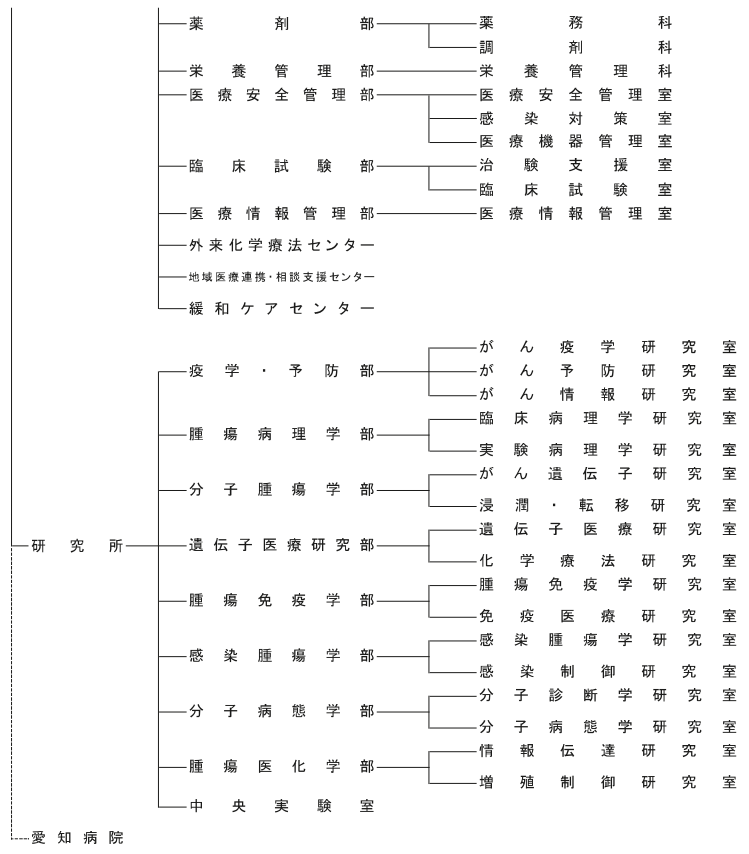 薬剤部 薬務科
調剤科
栄養管理部 栄養管理科
医療安全管理部 医療安全管理室
感染対策室
医療機器管理室
臨床試験部 治験支援室
臨床試験室
医療情報管理部 医療情報管理室
外来化学療法センター
地域医療連携・相談支援センター
緩和ケアセンター
がん疫学研究室
疫学・予防部 がん予防研究室
がん情報研究室
臨床病理学研究室
腫瘍病理学部
実験病理学研究室
がん遺伝子研究室
分子腫瘍学部
浸潤・転移研究室
遺伝子医療研究室
研究所 遺伝子医療研究部
化学療法研究室
腫瘍免疫学研究室
腫瘍免疫学部
免疫医療研究室
感染腫瘍学研究室
感染腫瘍学部
感染制御研究室
分子診断学研究室
分子病態学部
分子病態学研究室
情報伝達研究室
腫瘍医化学部
増殖制御研究室
中央実験室
愛知病院